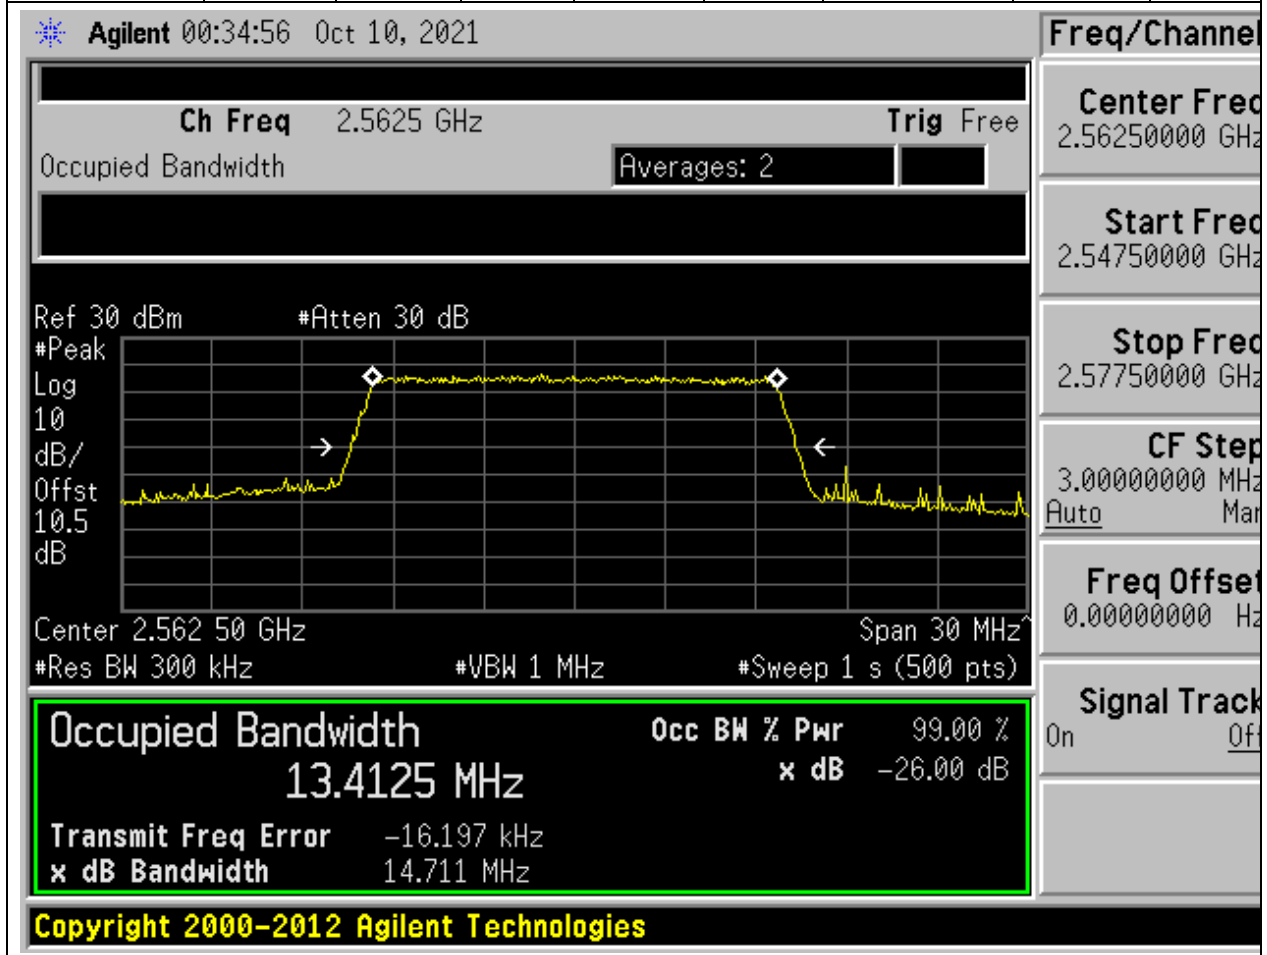 Agilent 00:34:56 Oct 10, 2021
Ch Freq 2.5625 GHz Trig Free
Occupied Bandwidth Averages: 2
Ref 30 dBm #Atten 30 dB
#Peak
Log
10
dB/
Offst
10.5
dB
Center 2.562 50 GHz Span 30 MHz^
#Res BW 300 kHz #VBW 1 MHz #Sweep 1 s (500 pts)
Occupied Bandwidth Occ BW % Pwr 99.00 %
13.4125 MHz x dB -26.00 dB
Transmit Freq Error -16.197 kHz
x dB Bandwidth 14.711 MHz
Copyright 2000-2012 Agilent Technologies
Freq/Channel
Center Freq
2.56250000 GHz
Start Freq
2.54750000 GHz
Stop Freq
2.57750000 GHz
CF Step
3.00000000 MHz
Auto Man
Freq Offset
0.00000000 Hz
Signal Track
On Off